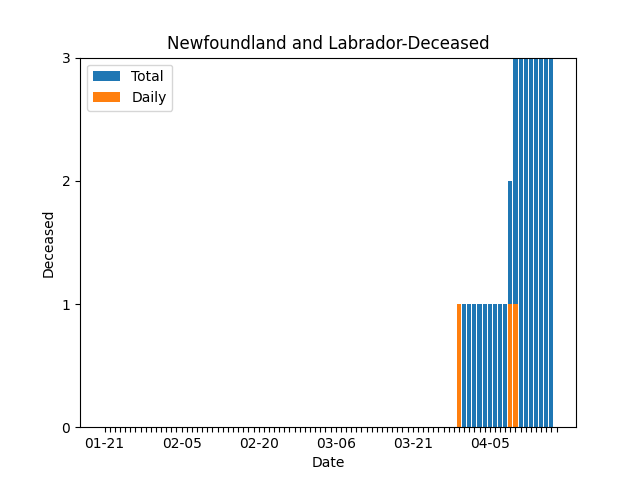 Newfoundland and Labrador-Deceased
Total
Daily
3
2
1
0
Deceased
01-21 02-05 02-20 03-06 03-21 04-05
Date